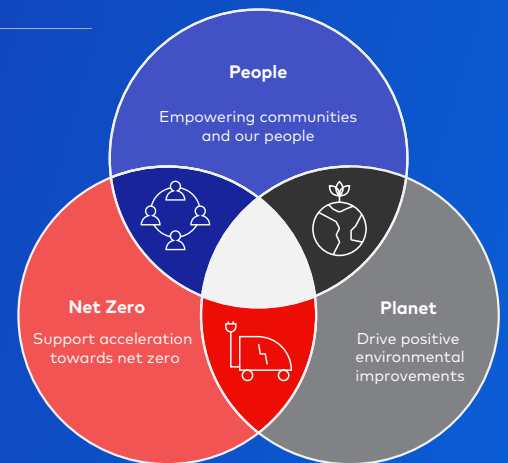 People
Empowering communities
and our people
Net Zero
Support acceleration
towards net zero
Planet
Drive positive
environmental
improvements